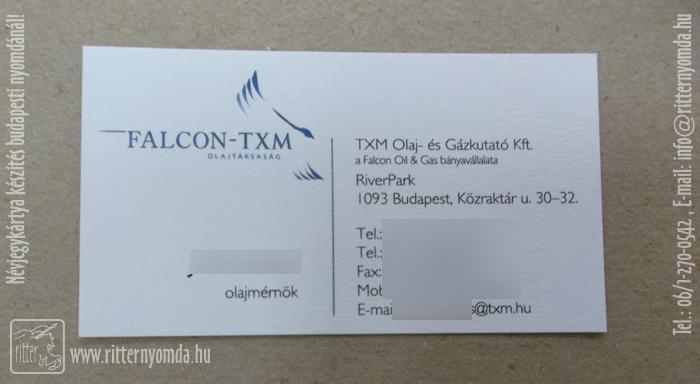 FALCON-TXM
OLAJTÁRSASÁG
olajmérnök
TXM Olaj- és Gázkutató Kft.
a Falcon Oil & Gas bányavállalata
RiverPark
1093 Budapest, Közraktár u. 30–32.
Tel.:
Tel.:
Fax:
Mob
E-mai s@txm.hu
Névjegykártya készítés budapesti nyomdánál!
ritter
www.ritternyomda.hu
Tel.: 06/1-270-0542 E-mail: info@ritternyomda.hu